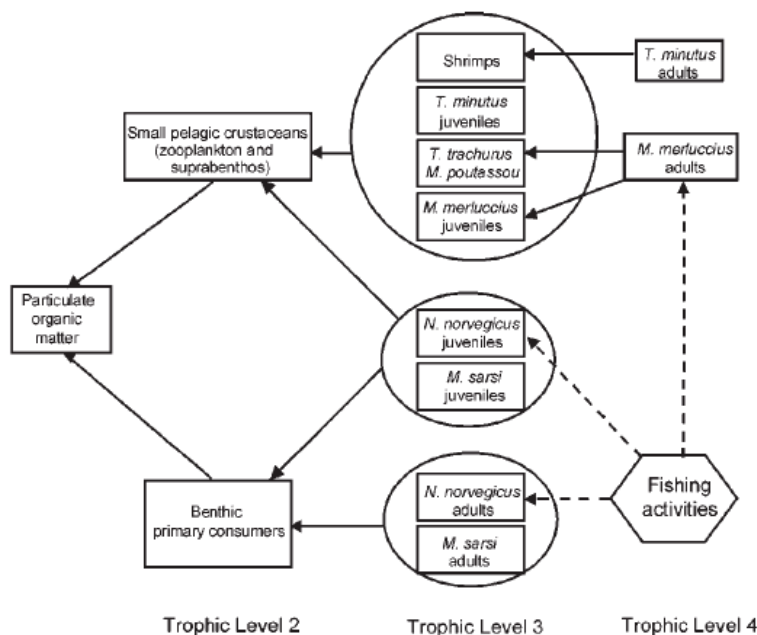 Shrimps
T. minutus
adults
T. minutus
juveniles
Small pelagic crustaceans
(zooplankton and
suprabenthos)
T. trachurus
M. poutassou
M. merluccius
adults
M. merluccius
juveniles
Particulate
organic
matter
N. norvegicus
juveniles
M. sarsi
juveniles
Benthic
primary consumers
N. norvegicus
adults
M. sarsi
adults
Fishing
activities
Trophic Level 2
Trophic Level 3
Trophic Level 4